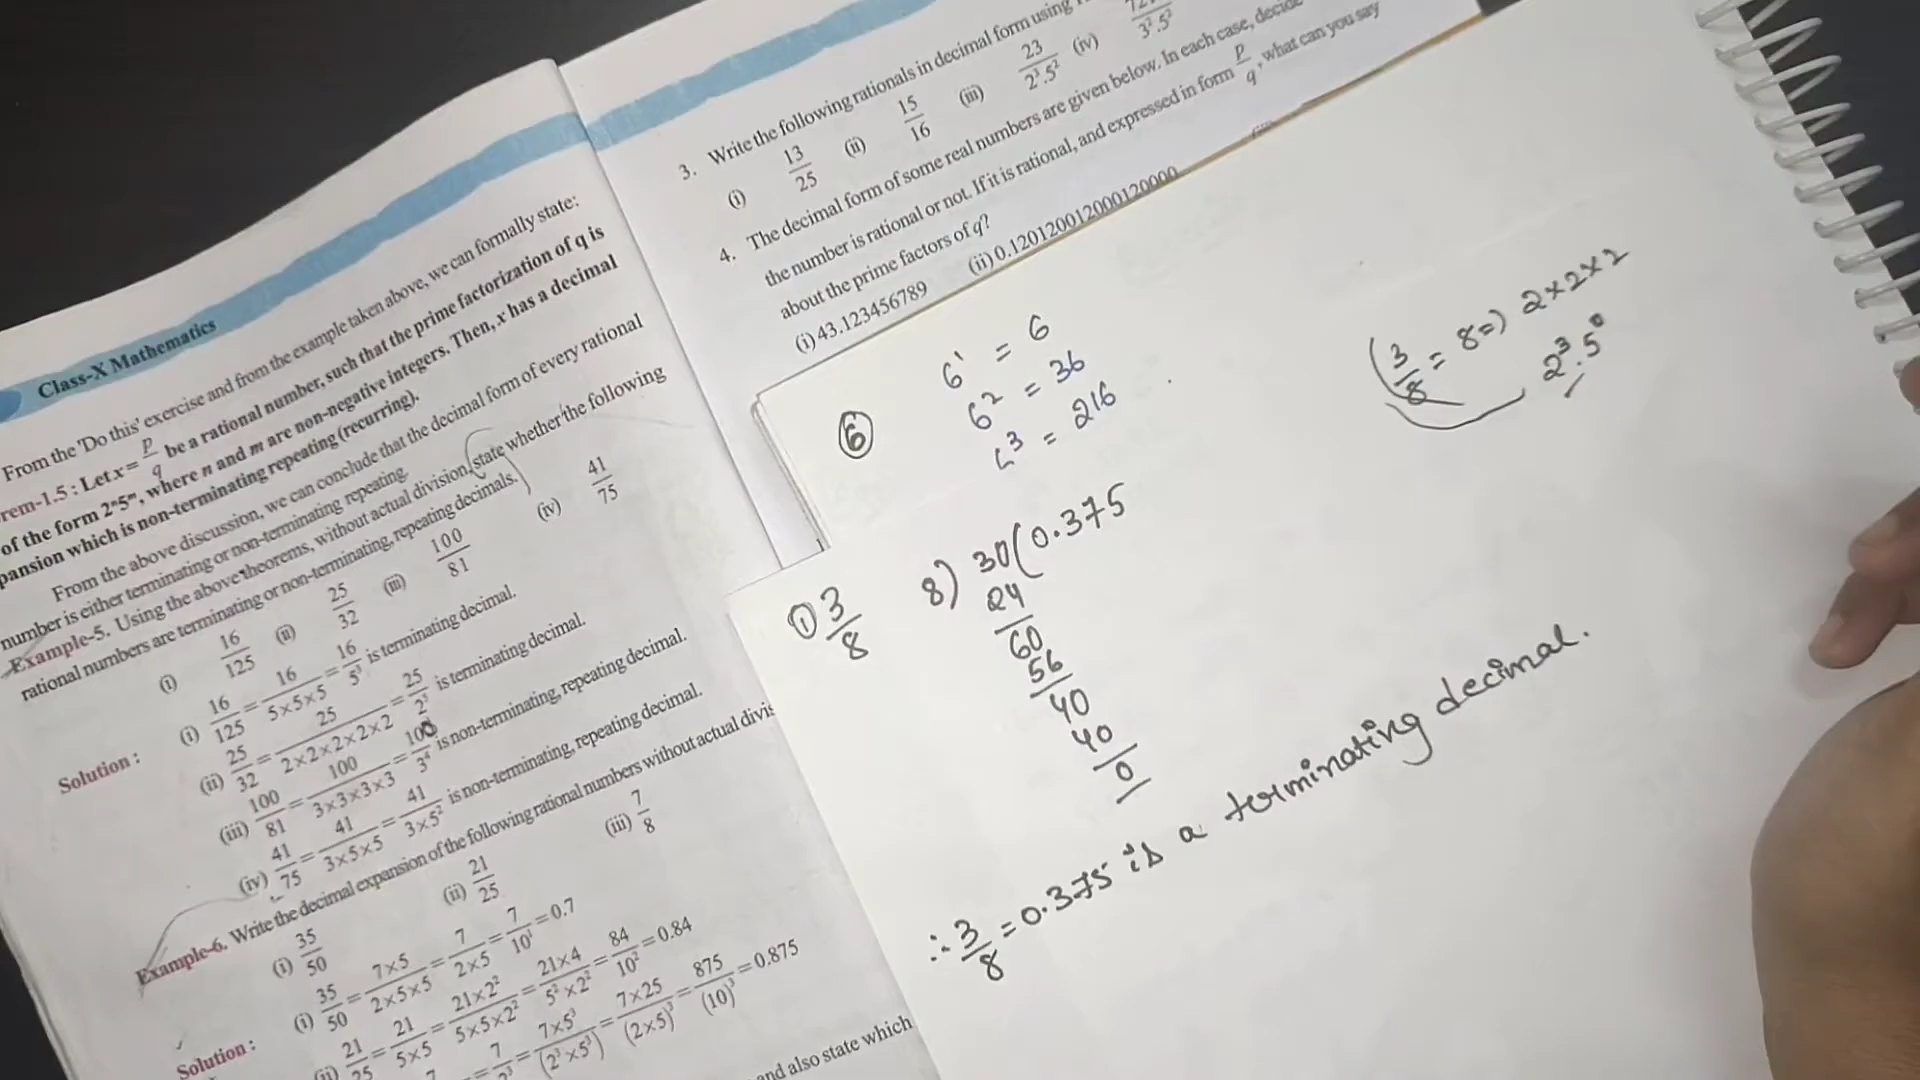 Class-X Mathematics
From the 'Do this' exercise and from the example taken above, we can formally state:
rem-1.5 : Let x = p/q be a rational number, such that the prime factorization of q is
of the form 2ⁿ5ᵐ, where n and m are non-negative integers. Then, x has a decimal
pansion which is non-terminating repeating (recurring).
From the above discussion, we can conclude that the decimal form of every rational
number is either terminating or non-terminating repeating.
Example-5. Using the above theorems, without actual division, state whether the following
rational numbers are terminating or non-terminating, repeating decimals.
(i) 16/125 (ii) 25/32 (iii) 100/81 (iv) 41/75
Solution : (i) 16/125 = 16/5×5×5 = 16/5³ is terminating decimal.
(ii) 25/32 = 25/2×2×2×2×2 = 25/2⁵ is terminating decimal.
(iii) 100/81 = 100/3×3×3×3 = 100/3⁴ is non-terminating, repeating decimal.
(iv) 41/75 = 41/3×5×5 = 41/3×5² is non-terminating, repeating decimal.
Example-6. Write the decimal expansion of the following rational numbers without actual divis
(i) 35/50 (ii) 21/25 (iii) 7/8
Solution : (i) 35/50 = 7×5/2×5×5 = 7/2×5 = 7/10¹ = 0.7
(ii) 21/25 = 21/5×5 = 21×2²/5×5×2² = 21×4/5²×2² = 84/10² = 0.84
7 = 7/2³ = 7×5³/(2³×5³) = 7×25/(2×5)³ = 875/(10)³ = 0.875
and also state which
3. Write the following rationals in decimal form using
(i) 13/25 (ii) 15/16 (iii) 23/2³.5² (iv) 3².5²
4. The decimal form of some real numbers are given below. In each case, decide
the number is rational or not. If it is rational, and expressed in form p/q, what can you say
about the prime factors of q?
(i) 43.123456789 (ii) 0.120120012000120000
6
6¹ = 6
6² = 36
6³ = 216
(3/8 = 8=) 2×2×2
2³.5⁰
① 3/8
8) 30(0.375
24
60
56
40
40
0
∴ 3/8 = 0.375 is a terminating decimal.